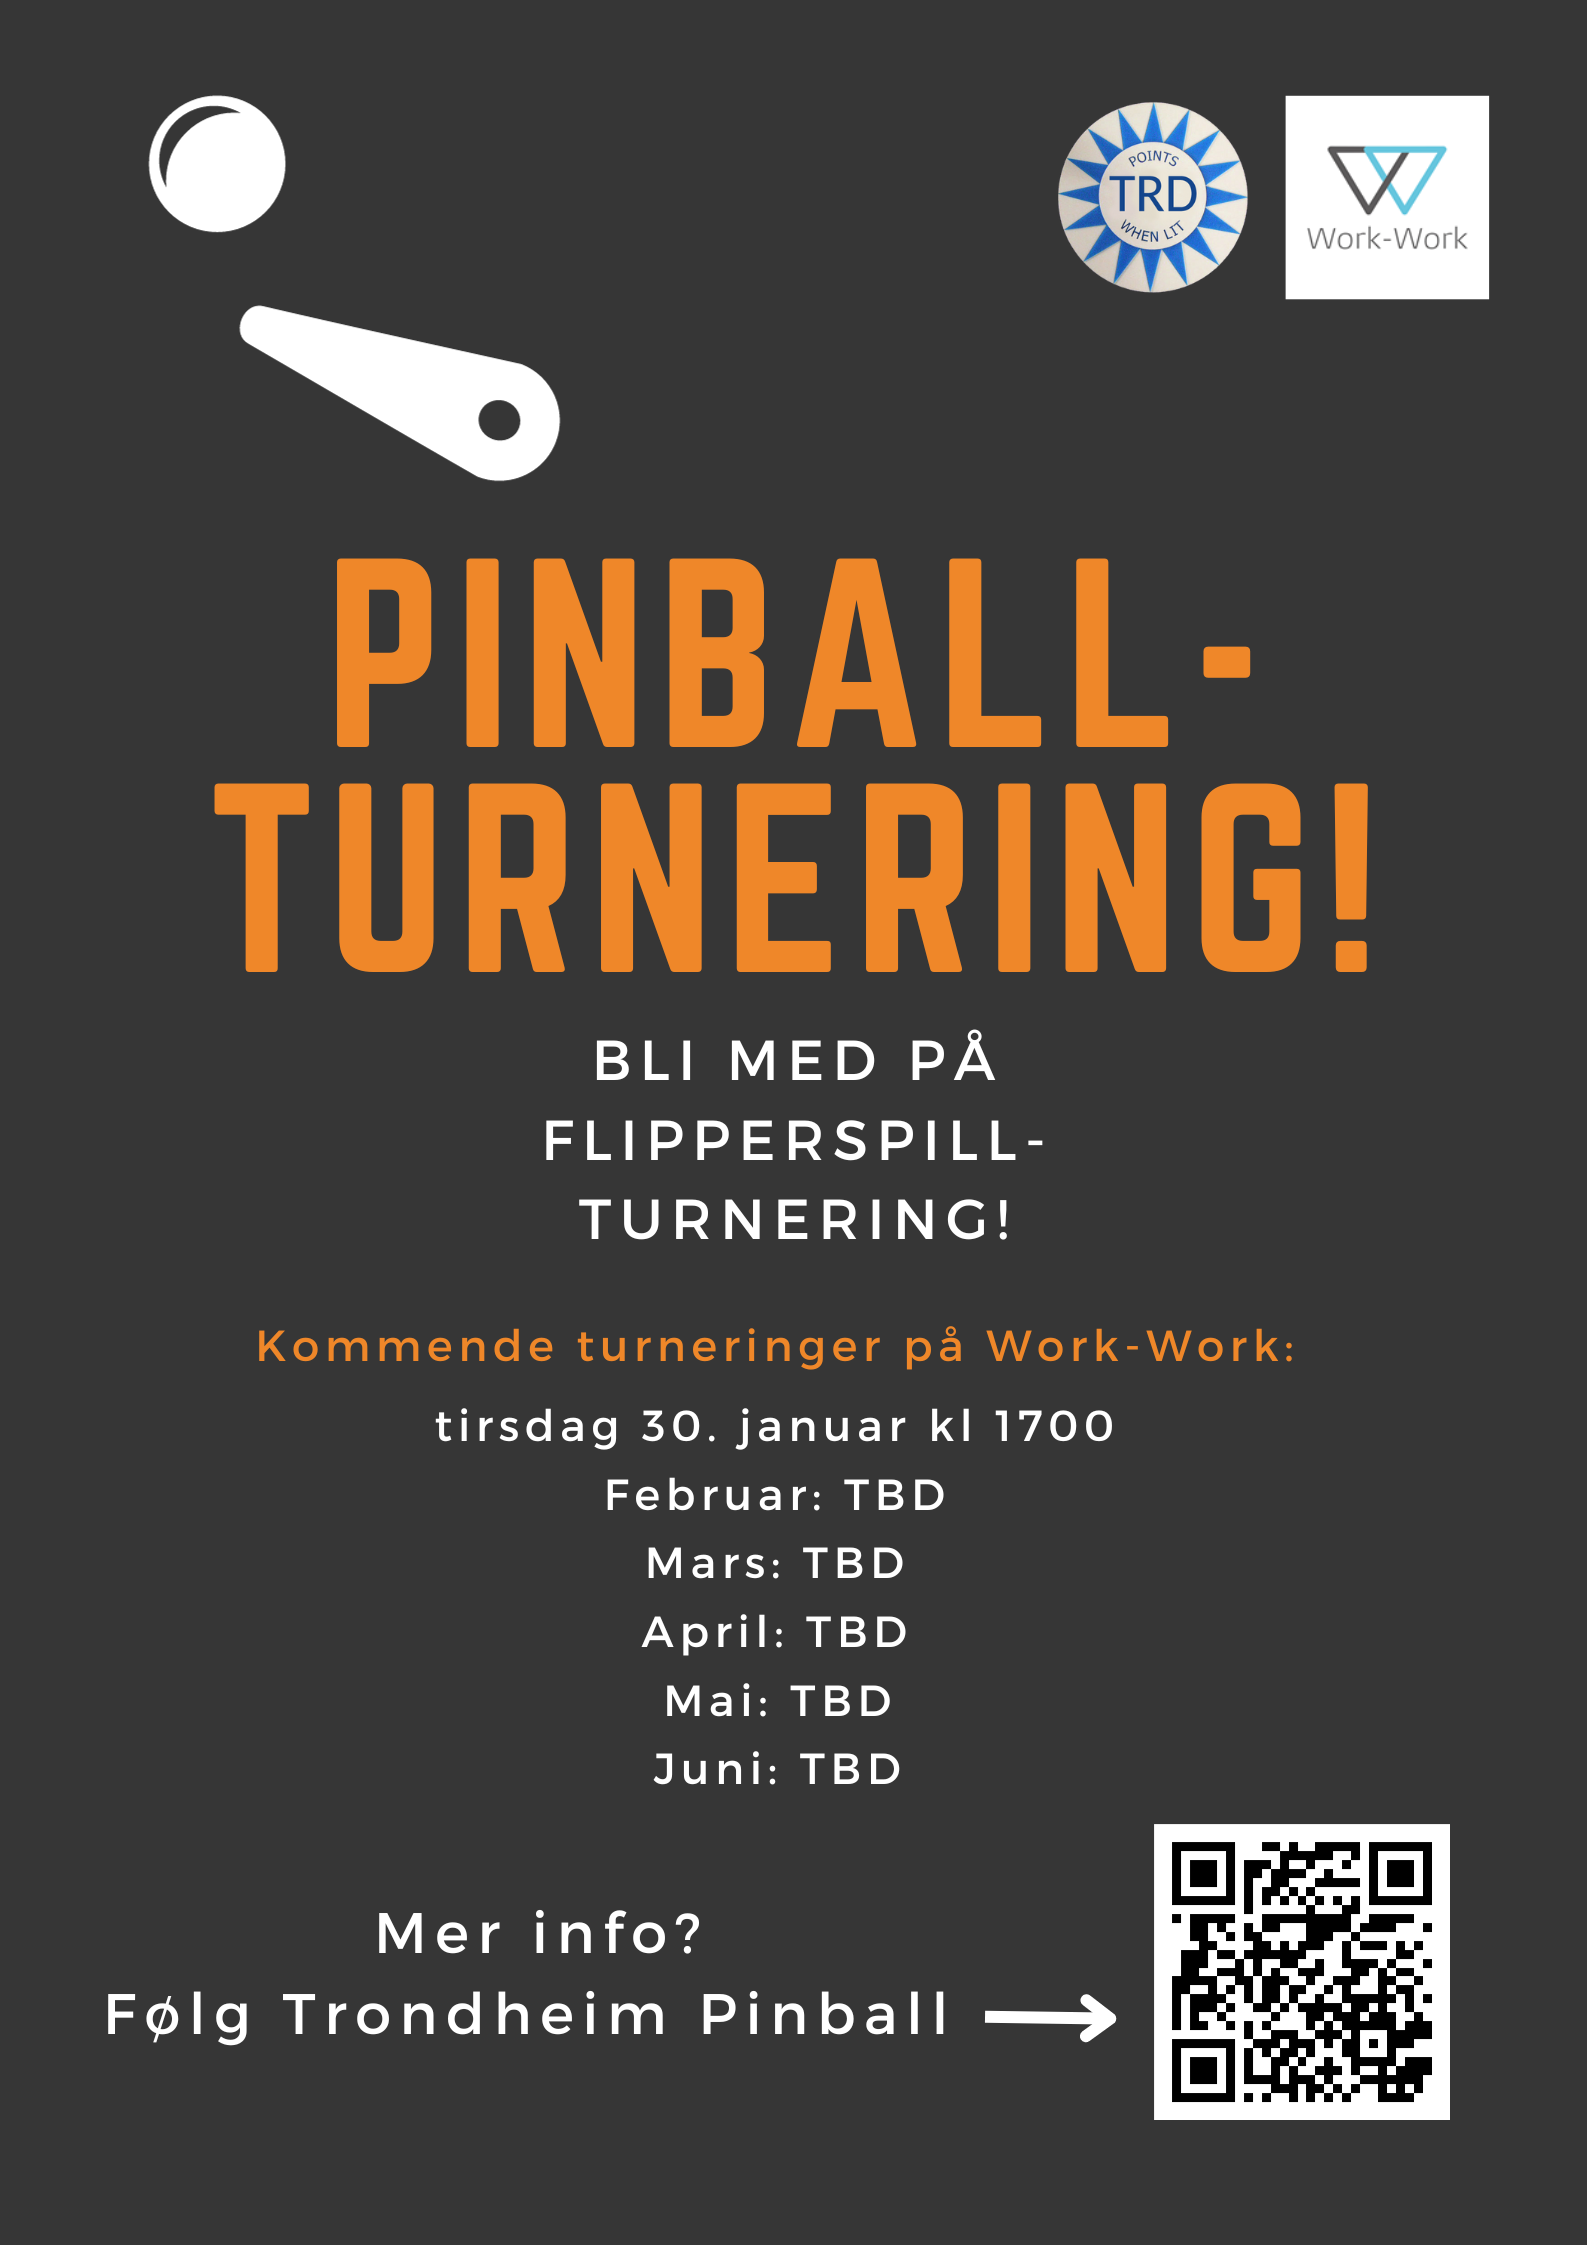 POINTS
TRD
WHEN LIT
Work-Work
PINBALL-
TURNERING!
BLI MED PÅ
FLIPPERSPILL-
TURNERING!
Kommende turneringer på Work-Work:
tirsdag 30. januar kl 1700
Februar: TBD
Mars: TBD
April: TBD
Mai: TBD
Juni: TBD
Mer info?
Følg Trondheim Pinball